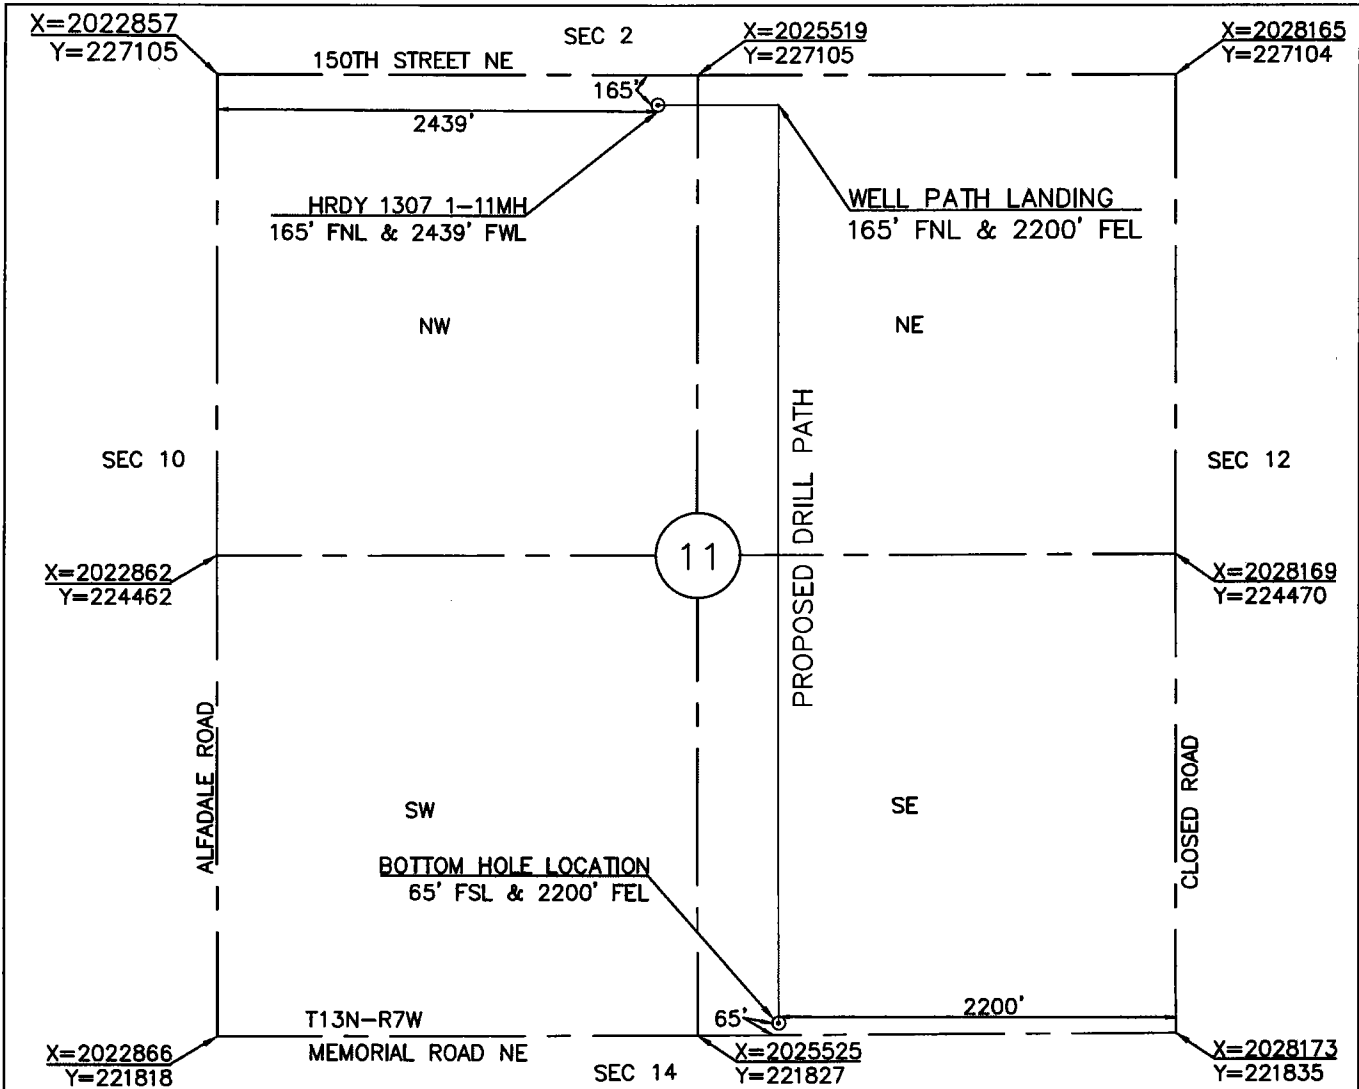 X=2022857
Y=227105
SEC 2
X=2025519
Y=227105
X=2028165
Y=227104
150TH STREET NE
165'
2439'
HRDY 1307 1-11MH
165' FNL & 2439' FWL
WELL PATH LANDING
165' FNL & 2200' FEL
NW
NE
PROPOSED DRILL PATH
SEC 10
SEC 12
11
X=2022862
Y=224462
X=2028169
Y=224470
ALFADALE ROAD
CLOSED ROAD
SW
SE
BOTTOM HOLE LOCATION
65' FSL & 2200' FEL
2200'
65'
T13N-R7W
MEMORIAL ROAD NE
X=2022866
Y=221818
SEC 14
X=2025525
Y=221827
X=2028173
Y=221835